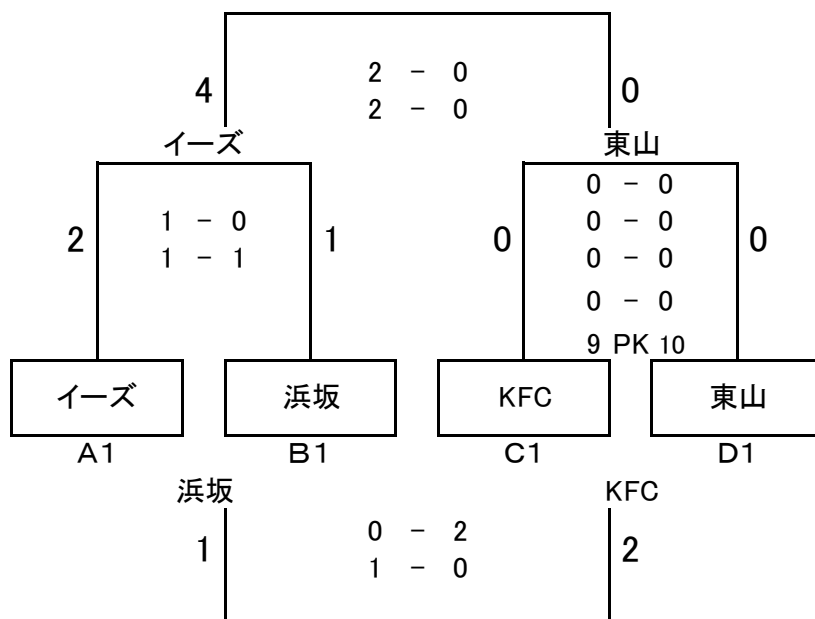 2 - 0
4 0
2 - 0
イーズ 東山
0 - 0
1 - 0 0 - 0
2 1 0 0
1 - 1 0 - 0
0 - 0
9 PK 10
イーズ 浜坂 KFC 東山
A1 B1 C1 D1
浜坂 KFC
0 - 2
1 2
1 - 0